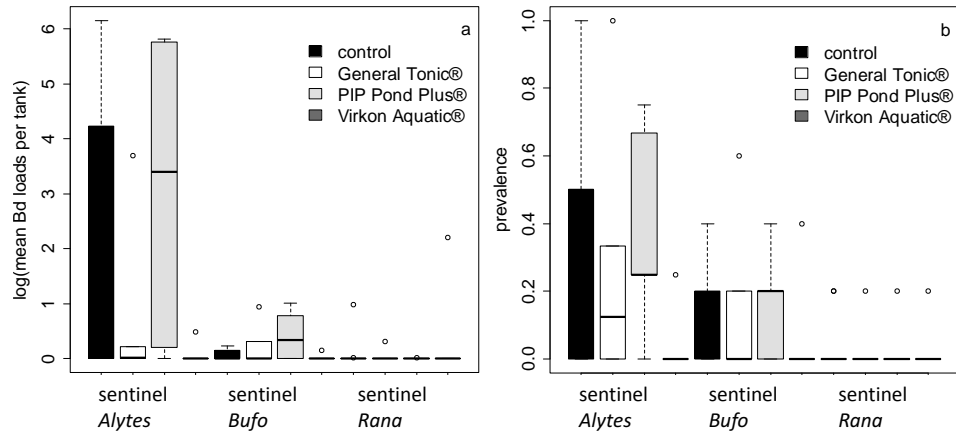 a
control
General Tonic®
PIP Pond Plus®
Virkon Aquatic®
log(mean Bd loads per tank)
6
5
4
3
2
1
0
sentinel
Alytes
sentinel
Bufo
sentinel
Rana
b
control
General Tonic®
PIP Pond Plus®
Virkon Aquatic®
prevalence
1.0
0.8
0.6
0.4
0.2
0.0
sentinel
Alytes
sentinel
Bufo
sentinel
Rana